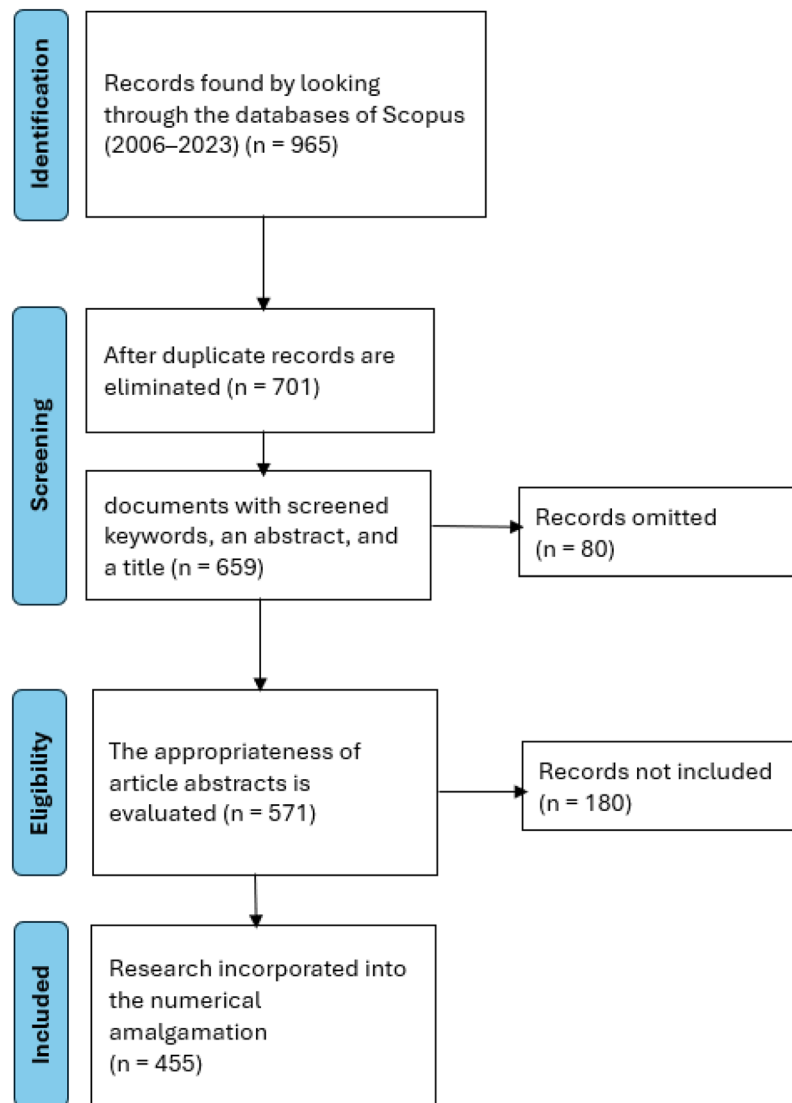 Identification
Records found by looking
through the databases of Scopus
(2006–2023) (n = 965)
Screening
After duplicate records are
eliminated (n = 701)
documents with screened
keywords, an abstract, and
a title (n = 659)
Records omitted
(n = 80)
Eligibility
The appropriateness of
article abstracts is
evaluated (n = 571)
Records not included
(n = 180)
Included
Research incorporated into
the numerical
amalgamation
(n = 455)